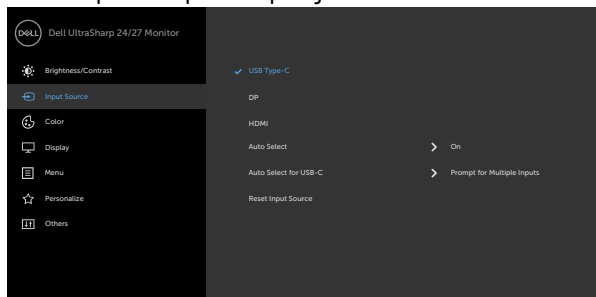 DELL Dell UltraSharp 24/27 Monitor
Brightness/Contrast
USB Type-C
Input Source
DP
Color
HDMI
Display
Auto Select
On
Menu
Auto Select for USB-C
Prompt for Multiple Inputs
Personalize
Reset Input Source
Others